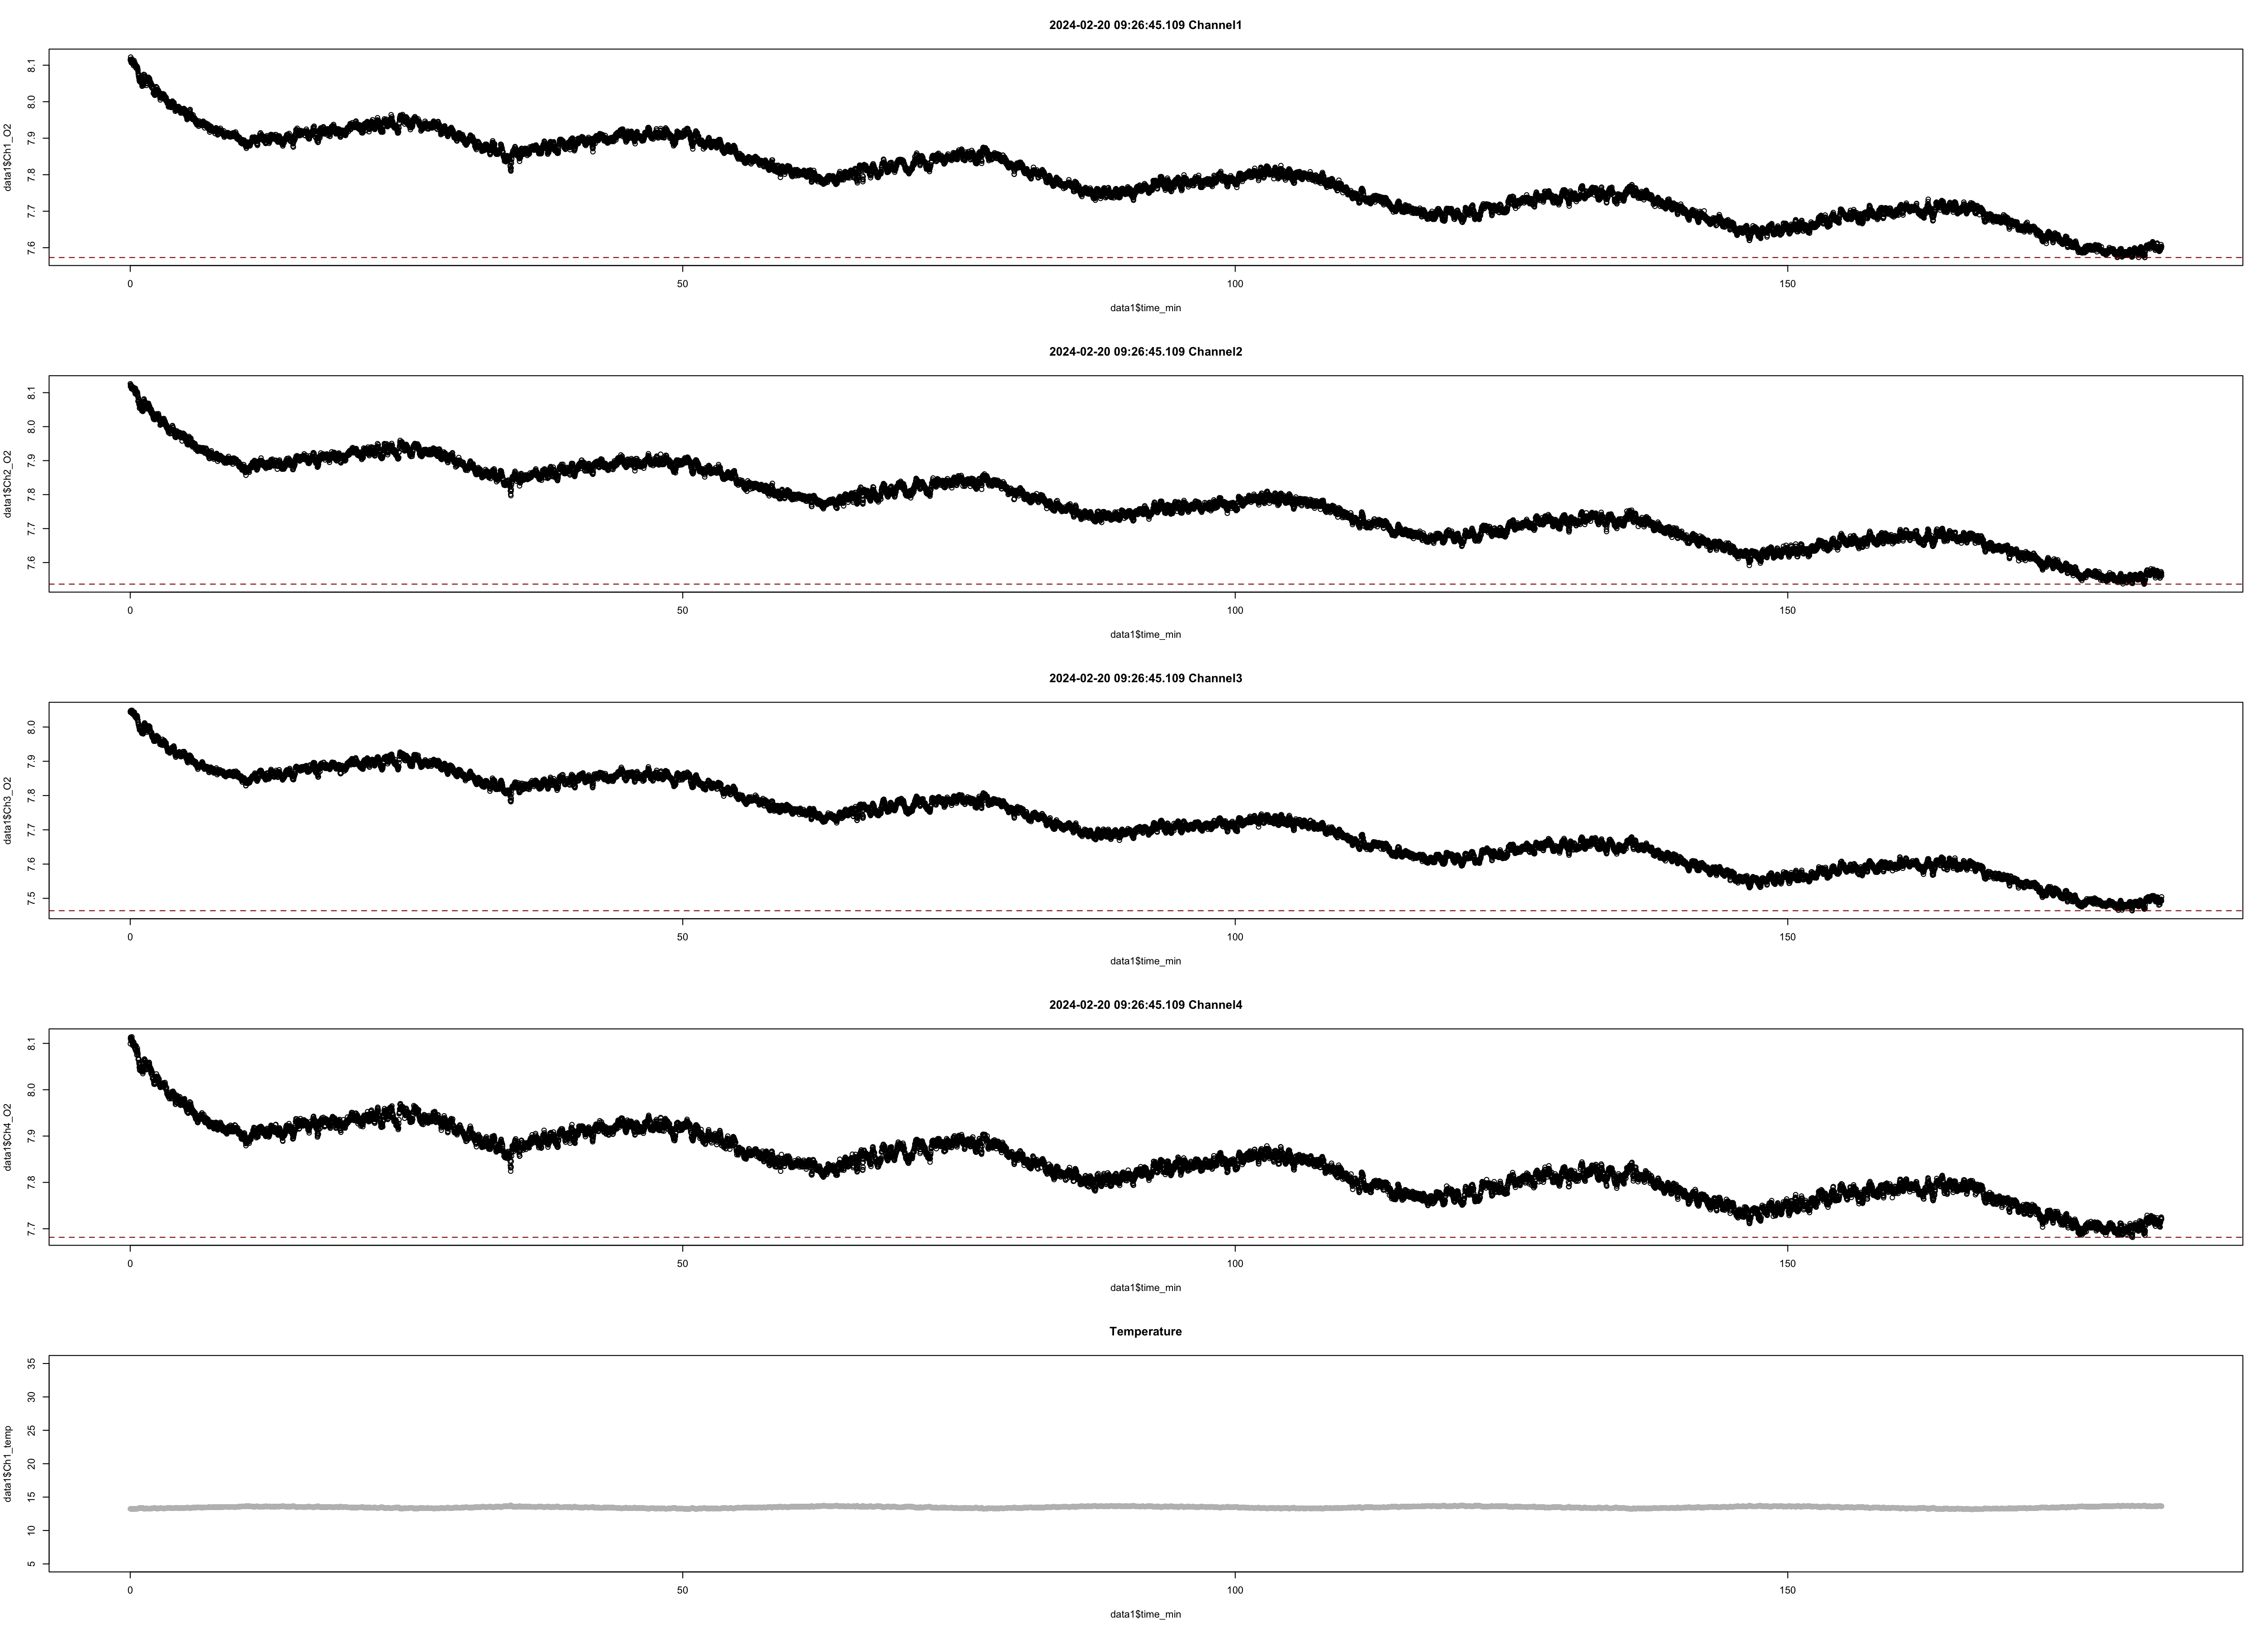 2024-02-20 09:26:45.109 Channel1
data1$Ch1_O2
8.1
8.0
7.9
7.8
7.7
7.6
0 50 100 150
data1$time_min
2024-02-20 09:26:45.109 Channel2
data1$Ch2_O2
8.1
8.0
7.9
7.8
7.7
7.6
0 50 100 150
data1$time_min
2024-02-20 09:26:45.109 Channel3
data1$Ch3_O2
8.0
7.9
7.8
7.7
7.6
7.5
0 50 100 150
data1$time_min
2024-02-20 09:26:45.109 Channel4
data1$Ch4_O2
8.1
8.0
7.9
7.8
7.7
0 50 100 150
data1$time_min
Temperature
data1$Ch1_temp
35
30
25
20
15
10
5
0 50 100 150
data1$time_min